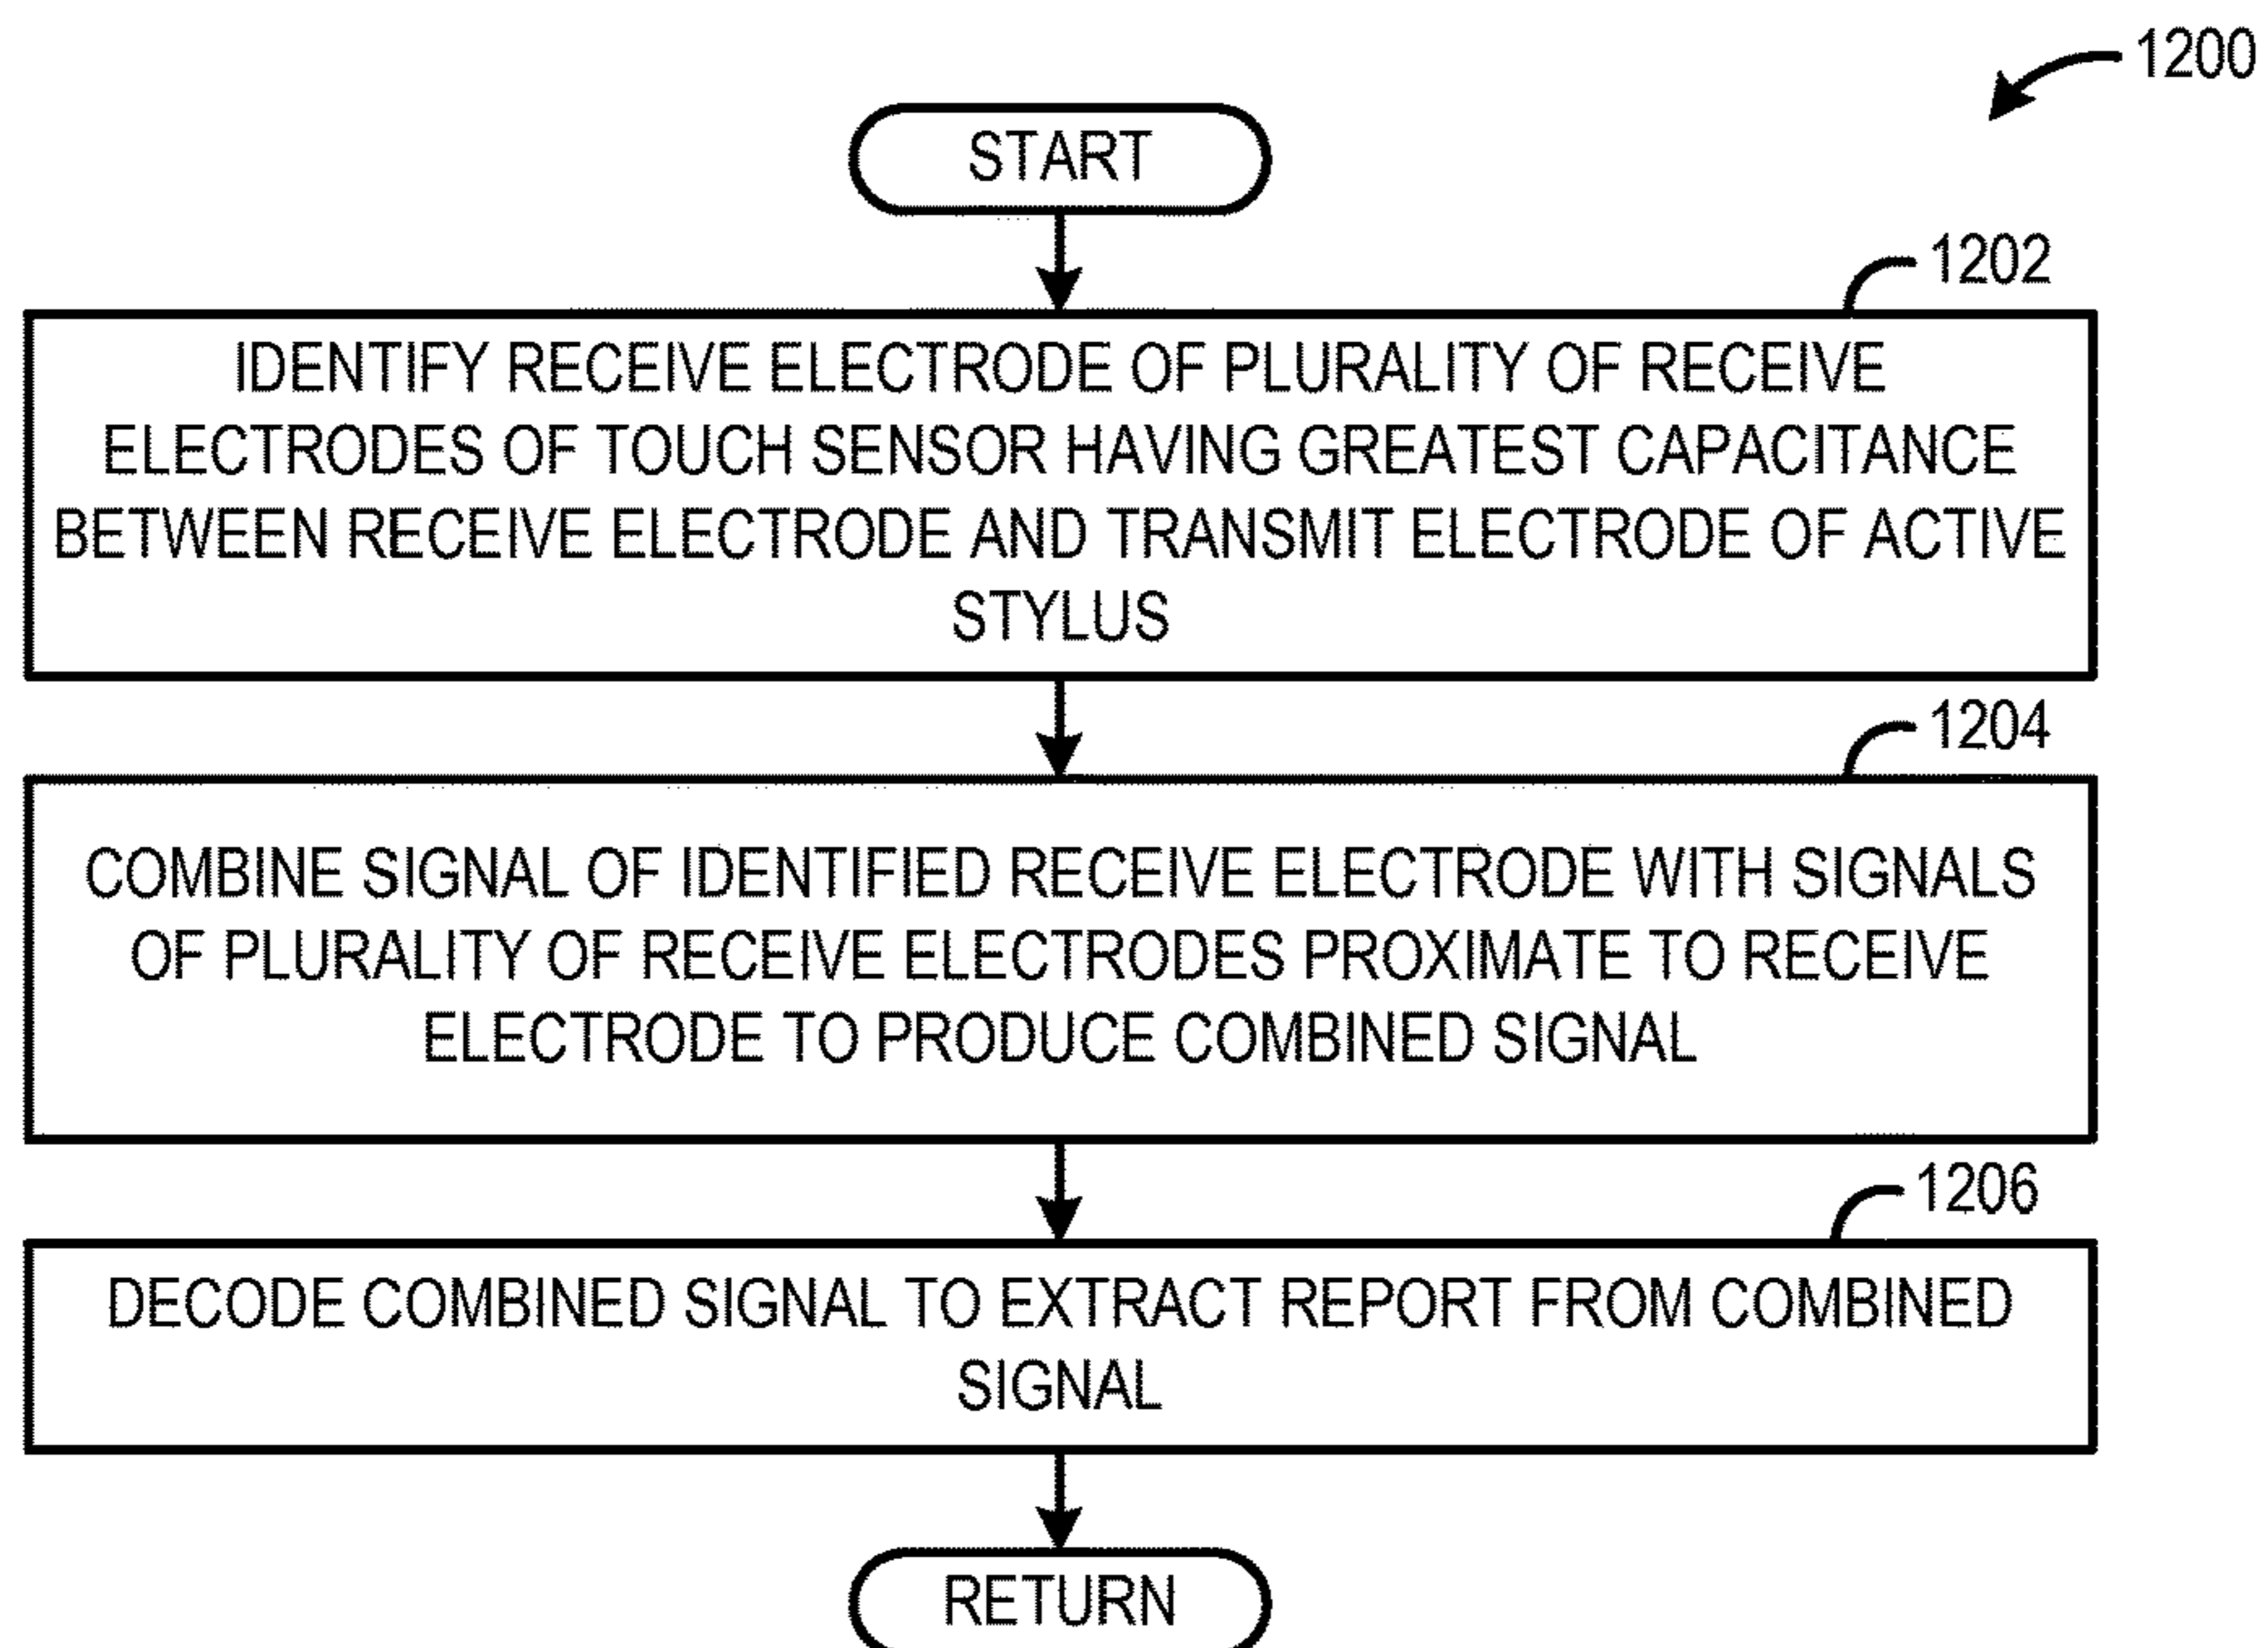 1200
START
1202
IDENTIFY RECEIVE ELECTRODE OF PLURALITY OF RECEIVE
ELECTRODES OF TOUCH SENSOR HAVING GREATEST CAPACITANCE
BETWEEN RECEIVE ELECTRODE AND TRANSMIT ELECTRODE OF ACTIVE
STYLUS
1204
COMBINE SIGNAL OF IDENTIFIED RECEIVE ELECTRODE WITH SIGNALS
OF PLURALITY OF RECEIVE ELECTRODES PROXIMATE TO RECEIVE
ELECTRODE TO PRODUCE COMBINED SIGNAL
1206
DECODE COMBINED SIGNAL TO EXTRACT REPORT FROM COMBINED
SIGNAL
RETURN